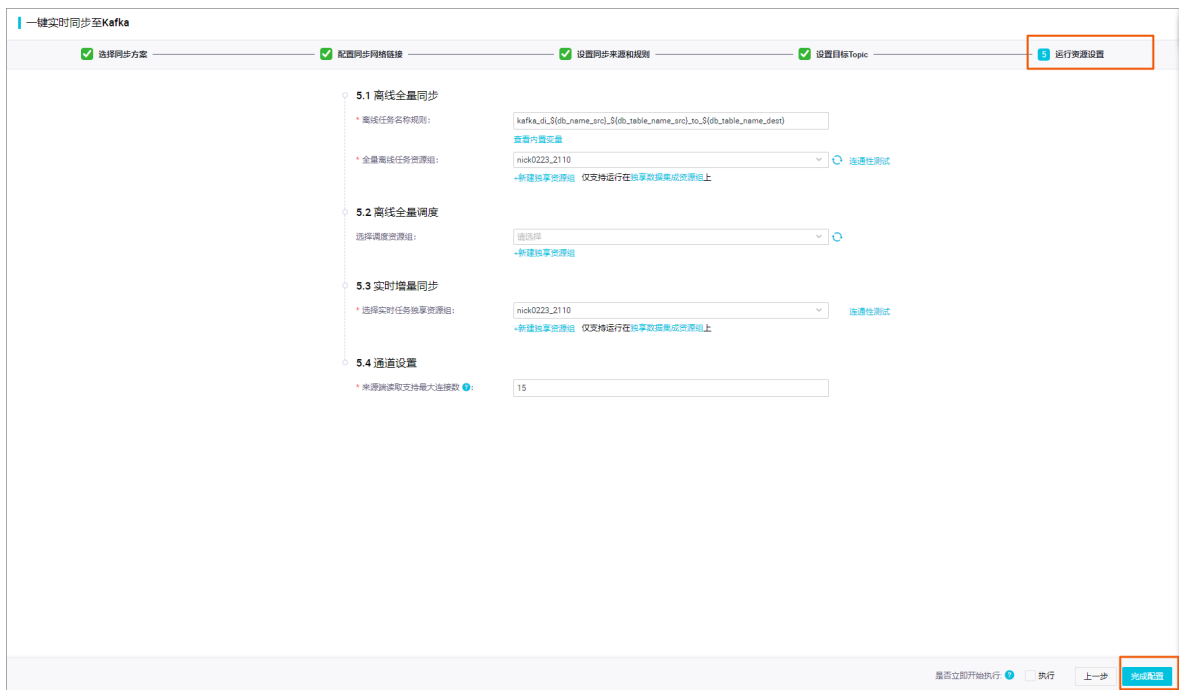 一键实时同步至Kafka
选择同步方案 配置同步网络链接 设置同步来源和规则 设置目标Topic 5 运行资源设置
5.1 离线全量同步
* 离线任务名称规则: kafka_di_${db_name_src}_${db_table_name_src}_to_${db_table_name_dest}
查看内置变量
* 全量离线任务资源组: nick0223_2110 连通性测试
+新建独享资源组 仅支持运行在独享数据集成资源组上
5.2 离线全量调度
选择调度资源组: 请选择
+新建独享资源组
5.3 实时增量同步
* 选择实时任务独享资源组: nick0223_2110 连通性测试
+新建独享资源组 仅支持运行在独享数据集成资源组上
5.4 通道设置
* 来源端读取支持最大连接数 ?: 15
是否立即开始执行: ? 执行 上一步 完成配置